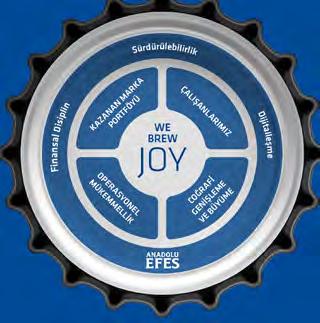 Sürdürülebilirlik
Finansal Disiplin
Dijitalleşme
KAZANAN MARKA
PORTFÖYÜ
ÇALIŞANLARIMIZ
WE
BREW
JOY
OPERASYONEL
MÜKEMMELLİK
COĞRAFİ
GENİŞLEME
VE BÜYÜME
ANADOLU
EFES